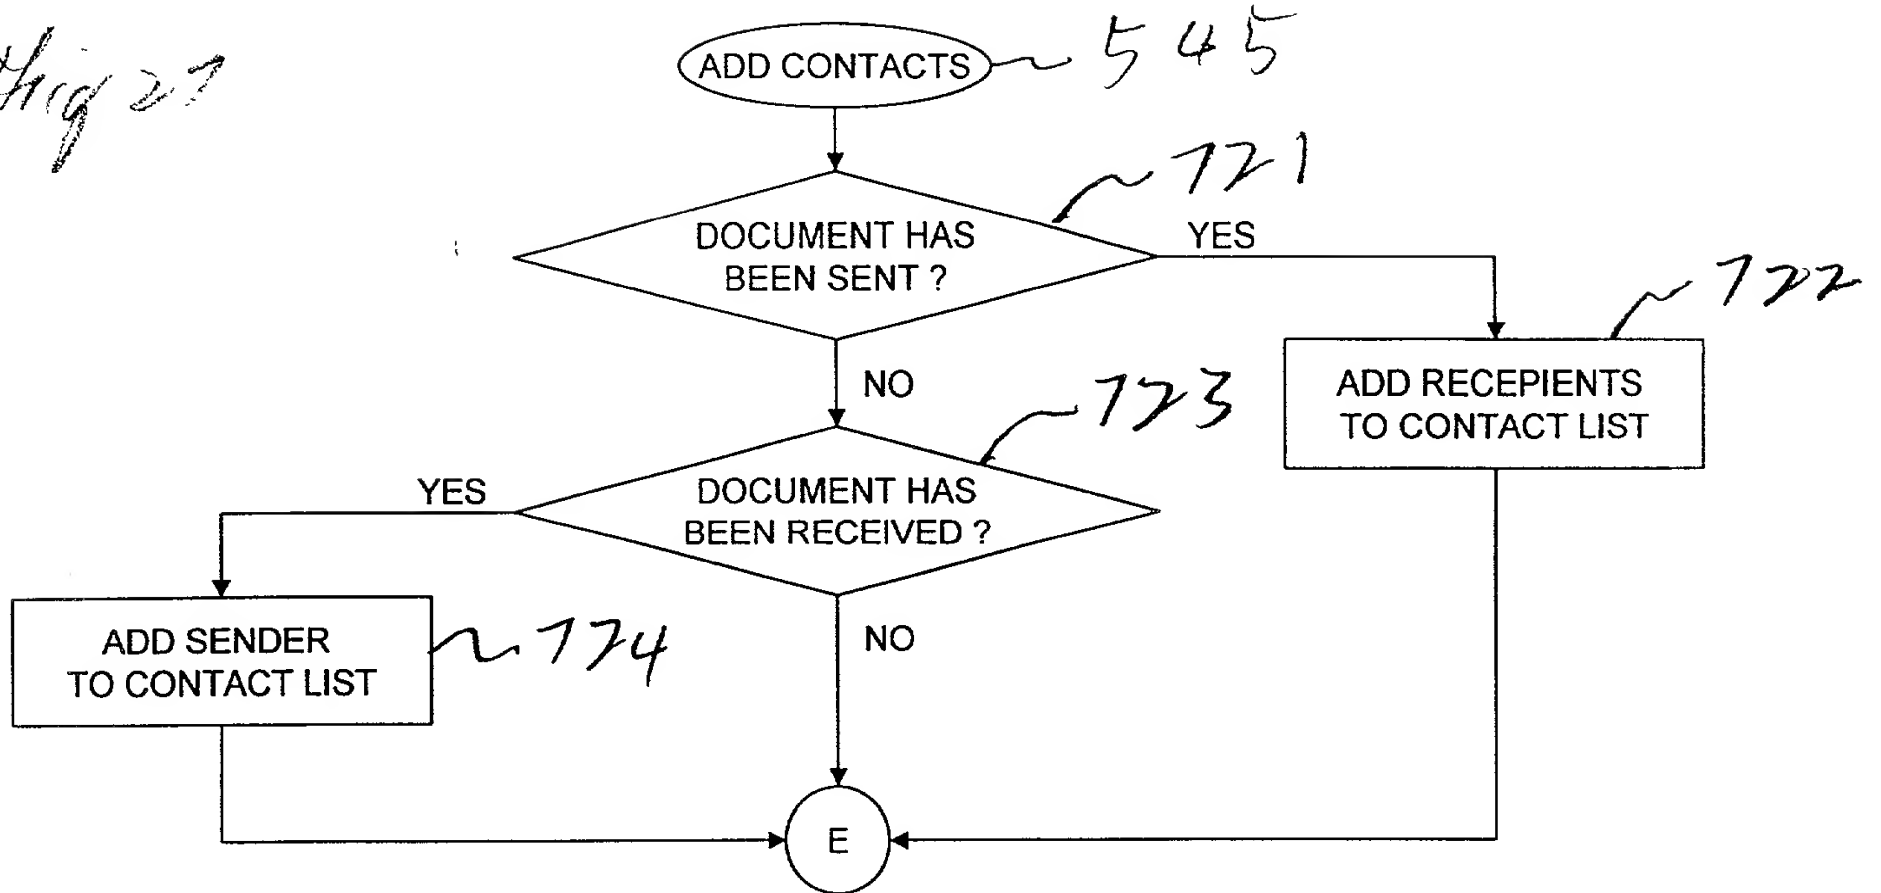 Fig 27
ADD CONTACTS
545
721
DOCUMENT HAS
BEEN SENT ?
YES
722
NO
ADD RECEPIENTS
TO CONTACT LIST
723
YES
DOCUMENT HAS
BEEN RECEIVED ?
ADD SENDER
TO CONTACT LIST
724
NO
E